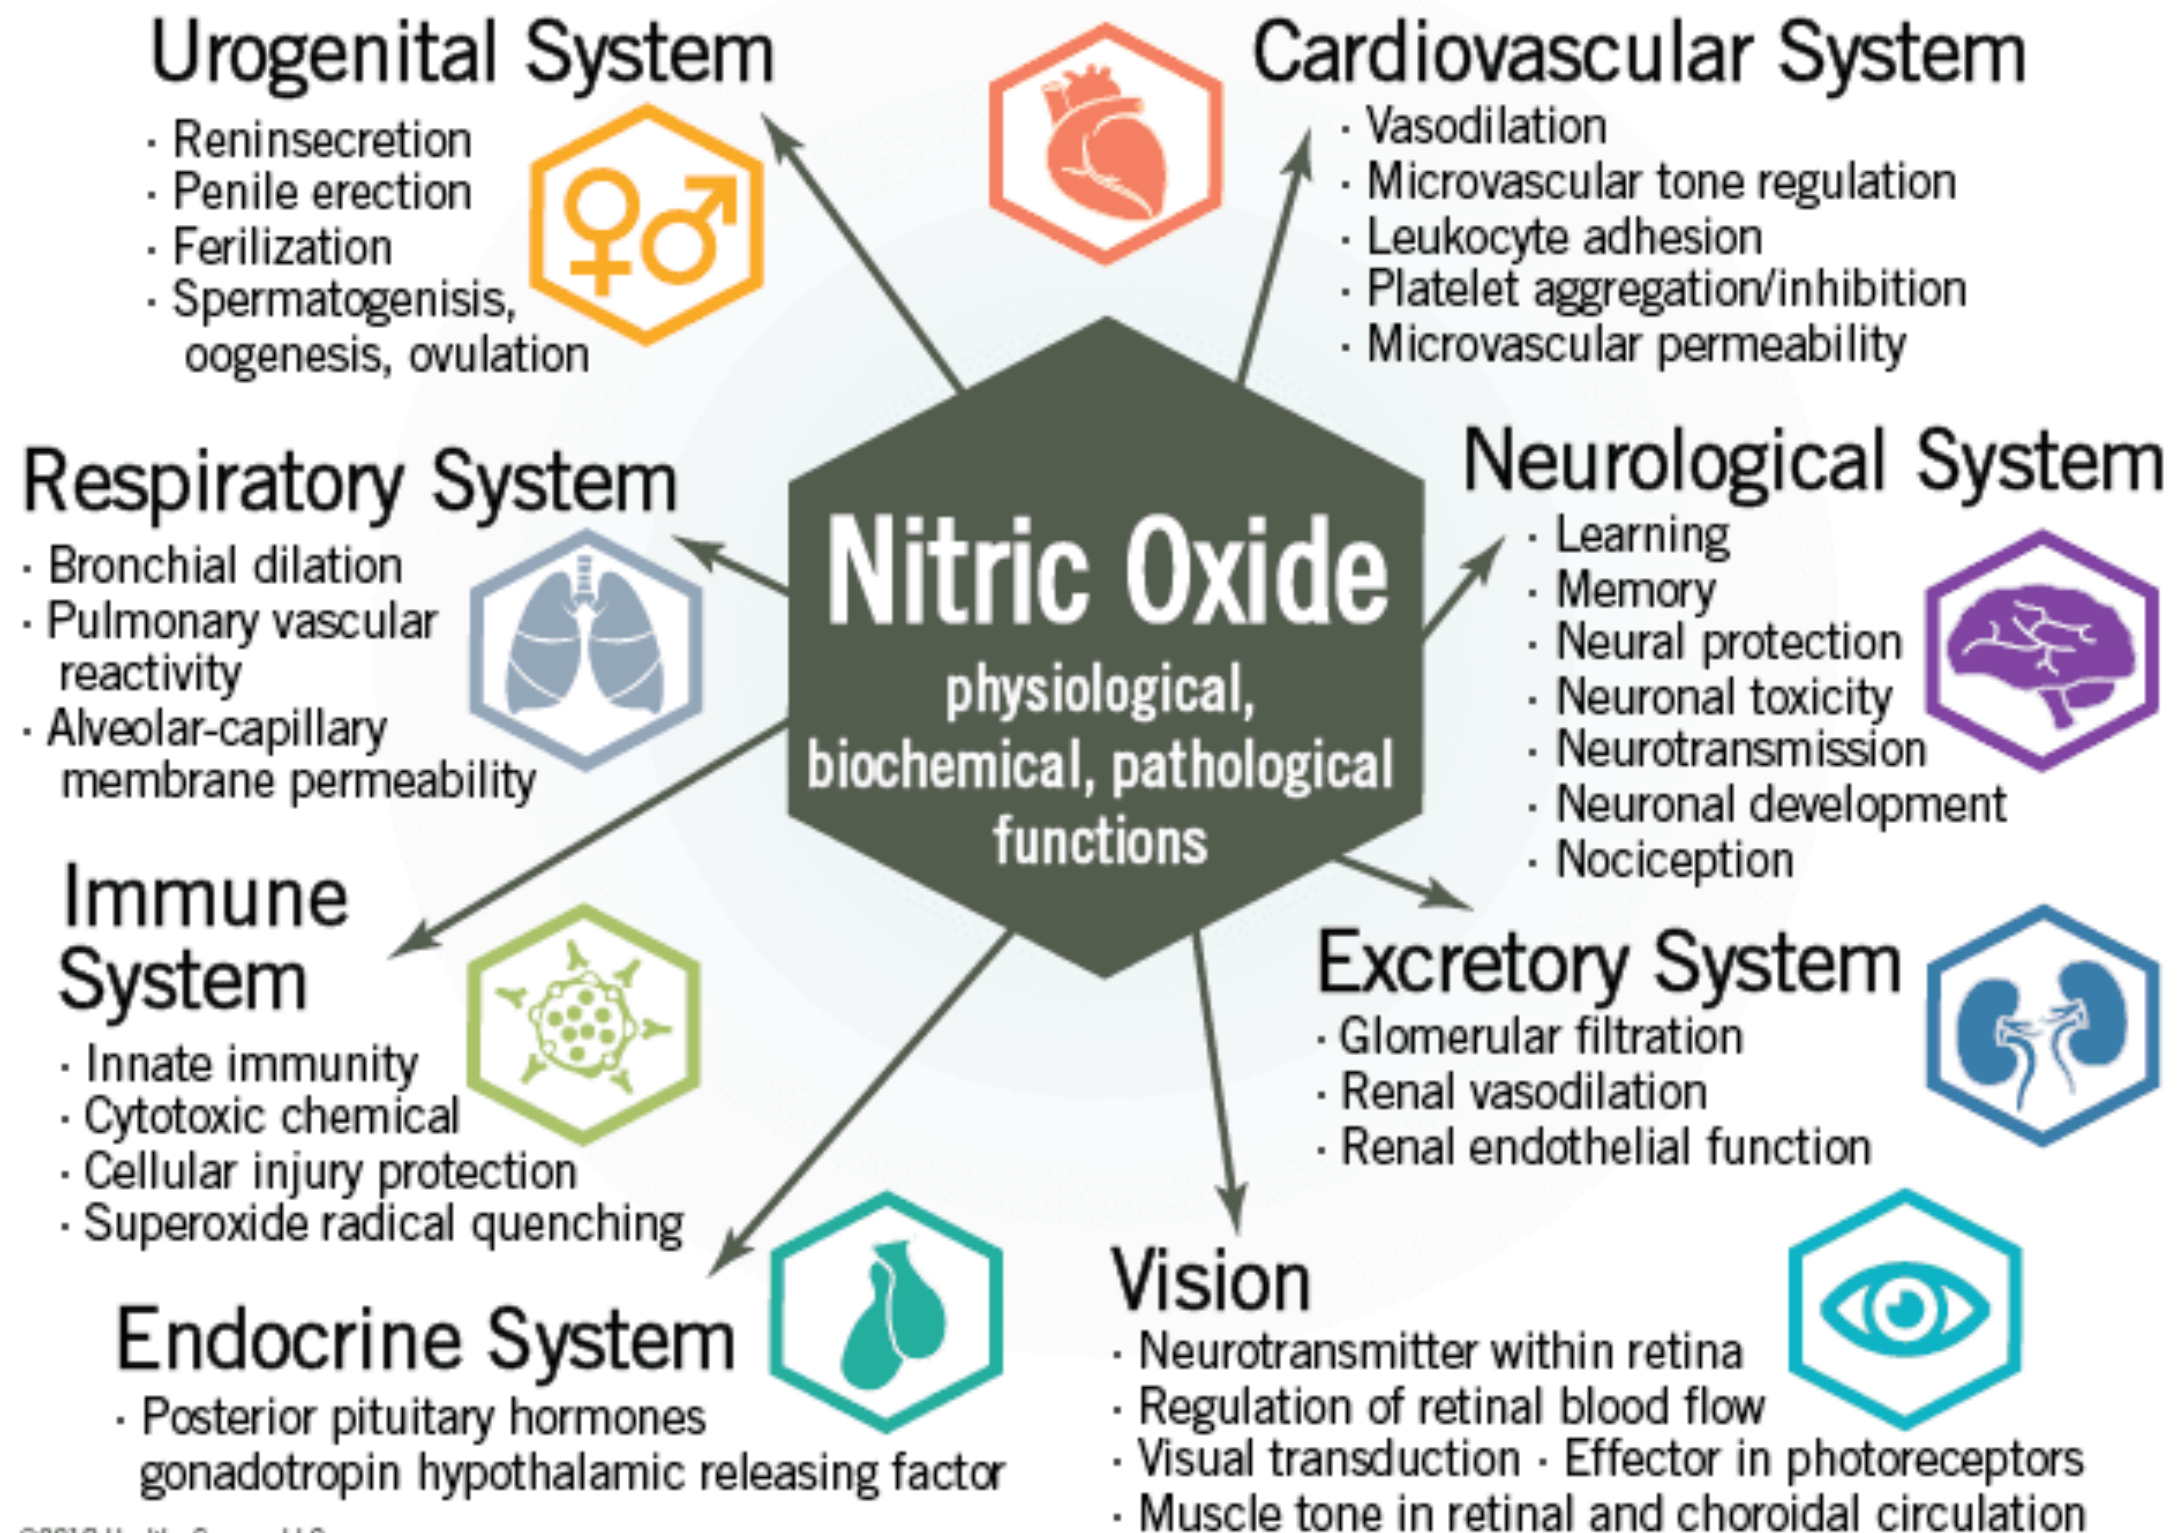 Urogenital System
· Reninsecretion
· Penile erection
· Ferilization
· Spermatogenisis,
oogenesis, ovulation
Cardiovascular System
· Vasodilation
· Microvascular tone regulation
· Leukocyte adhesion
· Platelet aggregation/inhibition
· Microvascular permeability
Respiratory System
· Bronchial dilation
· Pulmonary vascular
reactivity
· Alveolar-capillary
membrane permeability
Nitric Oxide
physiological,
biochemical, pathological
functions
Neurological System
· Learning
· Memory
· Neural protection
· Neuronal toxicity
· Neurotransmission
· Neuronal development
· Nociception
Immune
System
· Innate immunity
· Cytotoxic chemical
· Cellular injury protection
· Superoxide radical quenching
Excretory System
· Glomerular filtration
· Renal vasodilation
· Renal endothelial function
Endocrine System
· Posterior pituitary hormones
gonadotropin hypothalamic releasing factor
Vision
· Neurotransmitter within retina
· Regulation of retinal blood flow
· Visual transduction · Effector in photoreceptors
· Muscle tone in retinal and choroidal circulation